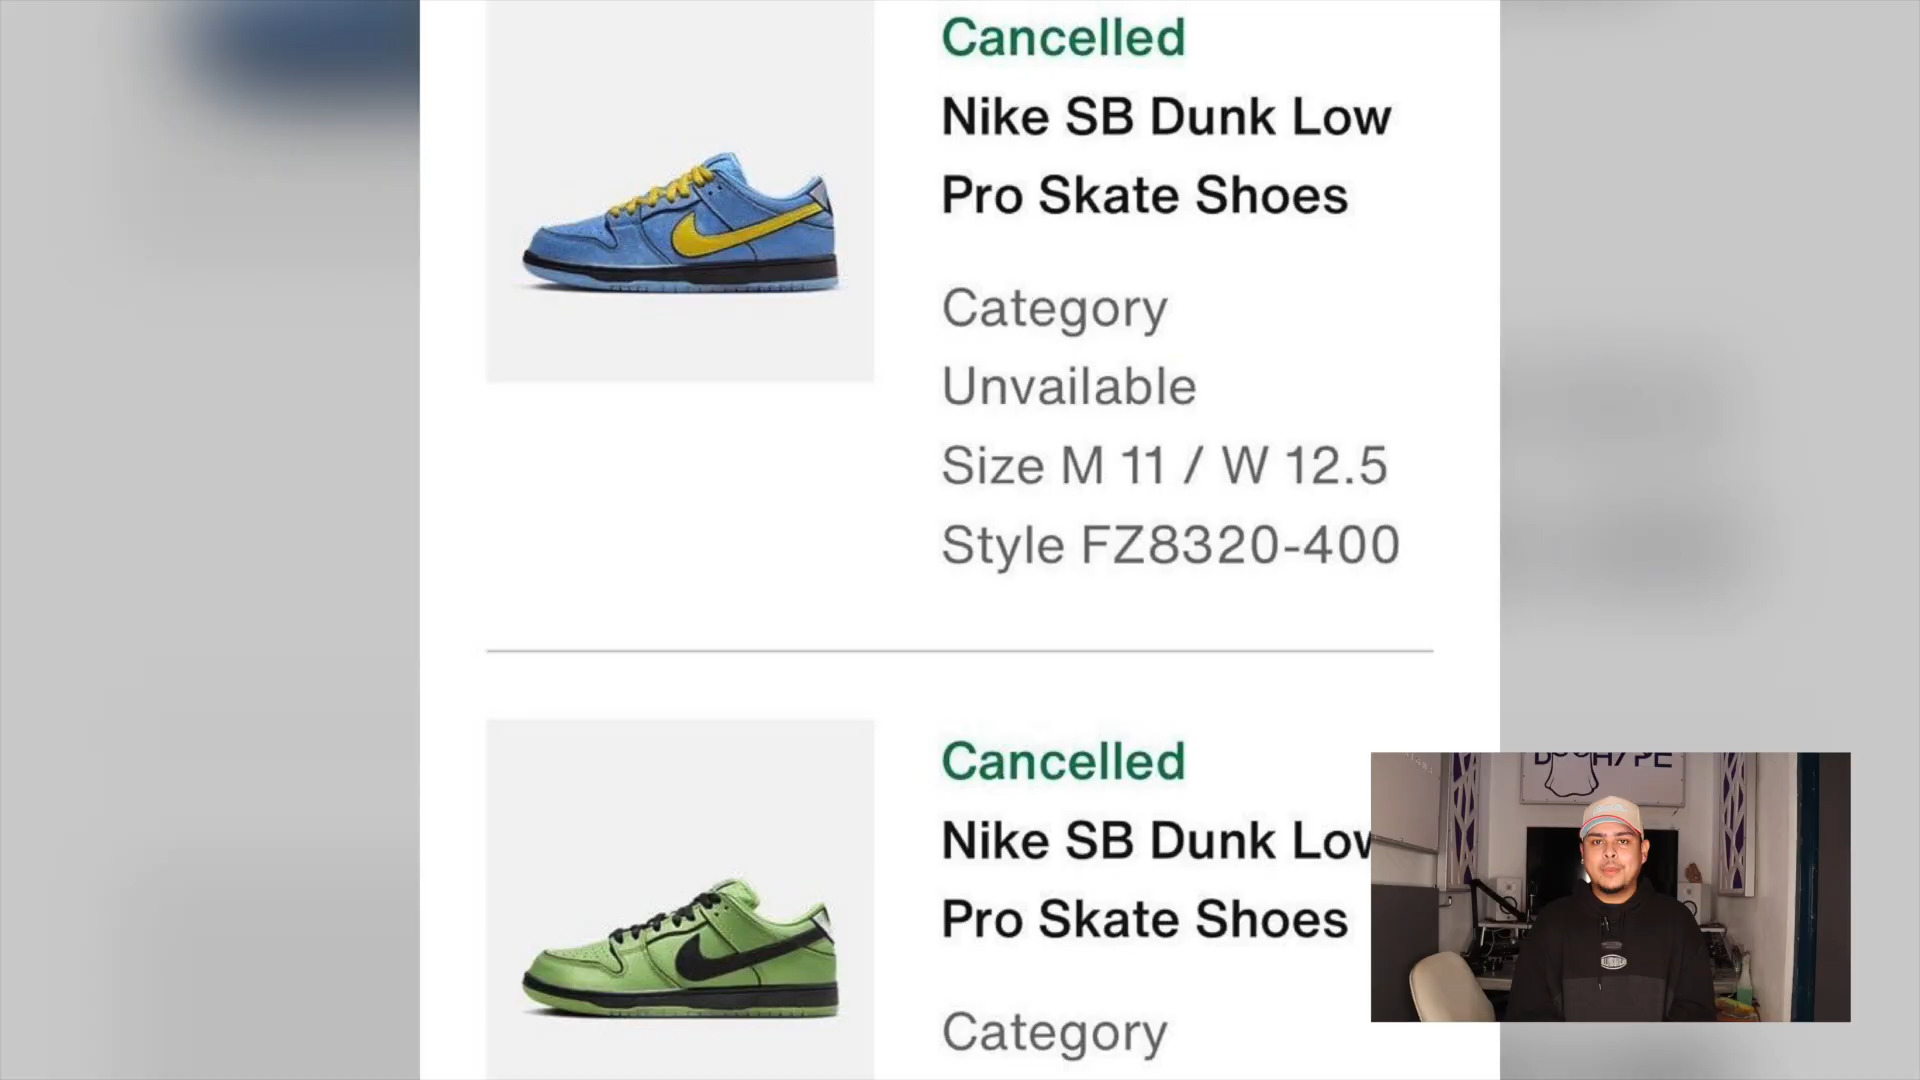 Cancelled
Nike SB Dunk Low
Pro Skate Shoes
Category
Unvailable
Size M 11 / W 12.5
Style FZ8320-400
Cancelled
Nike SB Dunk Low
Pro Skate Shoes
Category